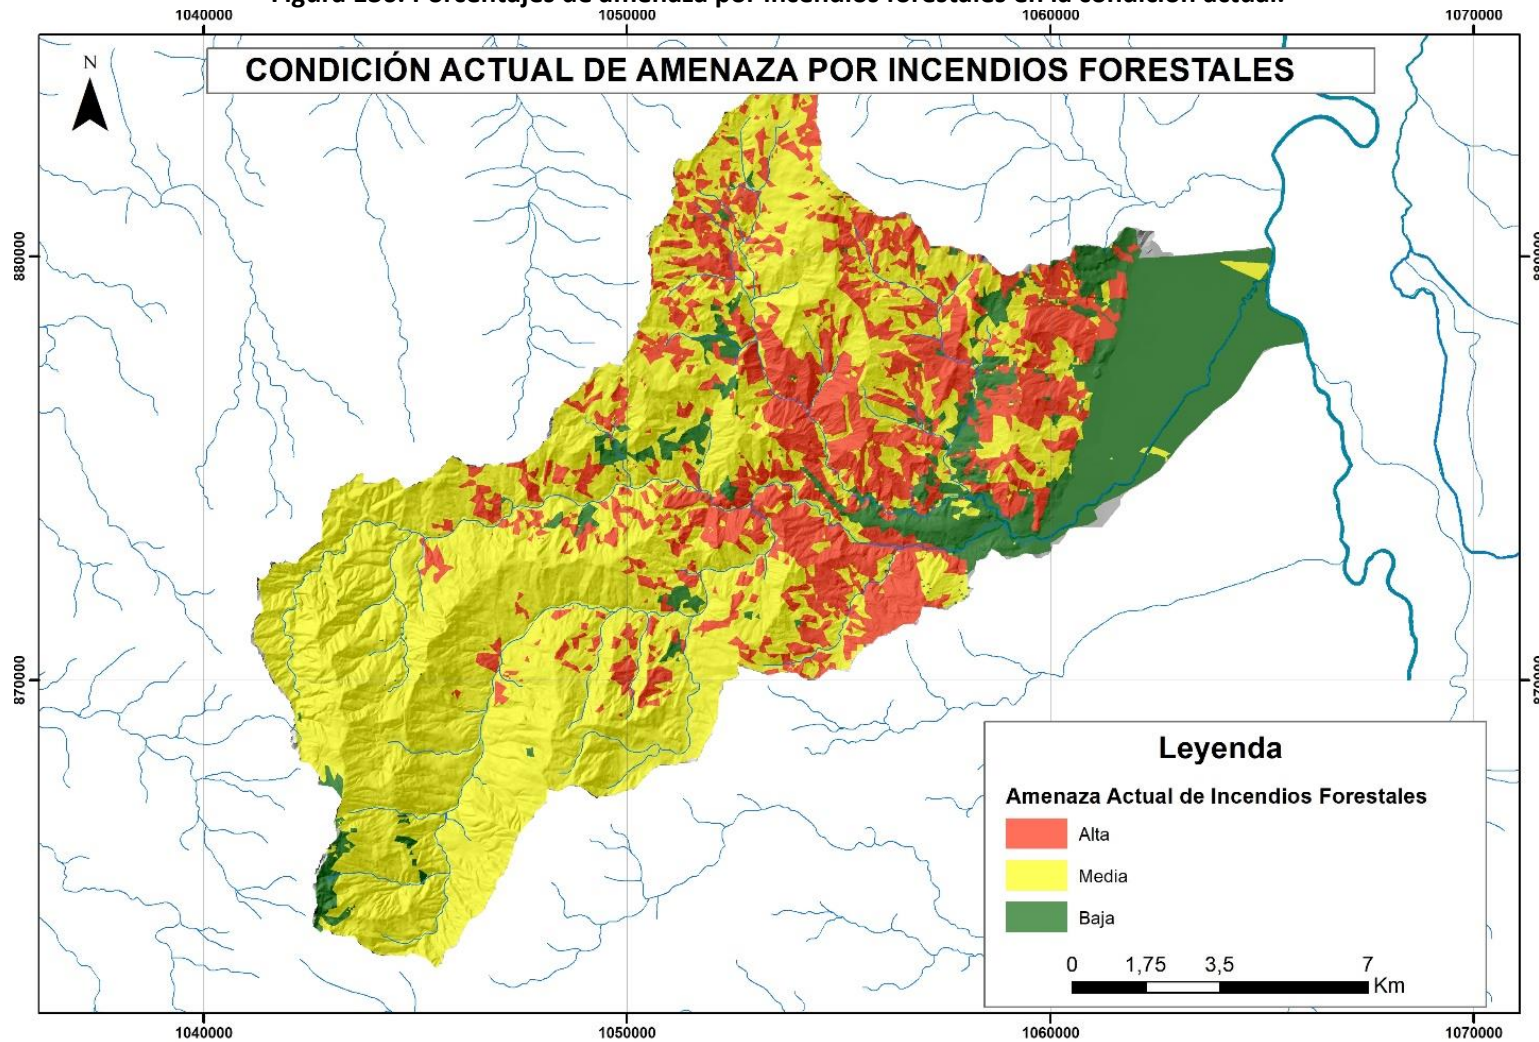 1040000 1050000 1060000 1070000
N
CONDICIÓN ACTUAL DE AMENAZA POR INCENDIOS FORESTALES
880000
870000
870000
Leyenda
Amenaza Actual de Incendios Forestales
Alta
Media
Baja
0 1,75 3,5 7
Km
1040000 1050000 1060000 1070000